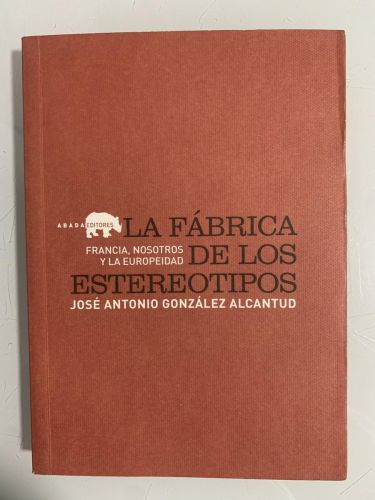 ABADA EDITORES
LA FÁBRICA
DE LOS
ESTEREOTIPOS
FRANCIA, NOSOTROS
Y LA EUROPEIDAD
JOSÉ ANTONIO GONZÁLEZ ALCANTUD